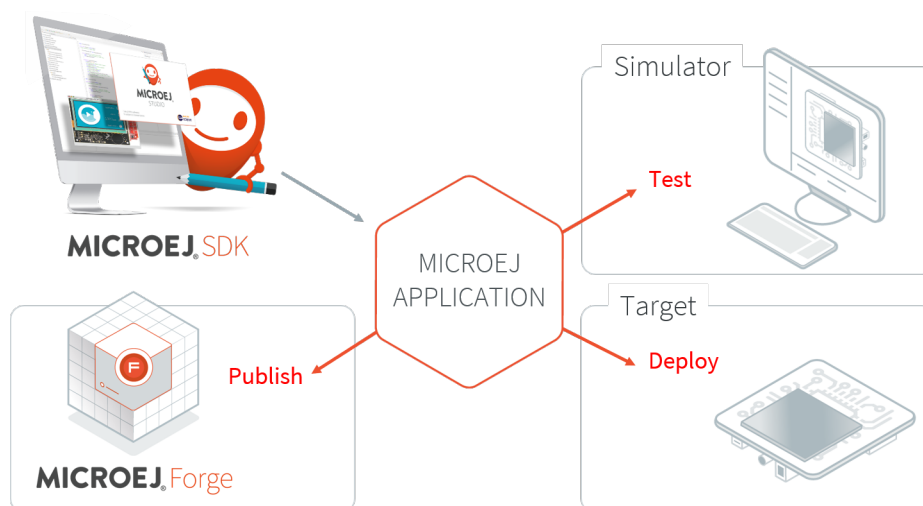 MICROEJ®
STUDIO
MICROEJ® SDK
Simulator
Test
MICROEJ
APPLICATION
Target
Deploy
F
Publish
MICROEJ® Forge